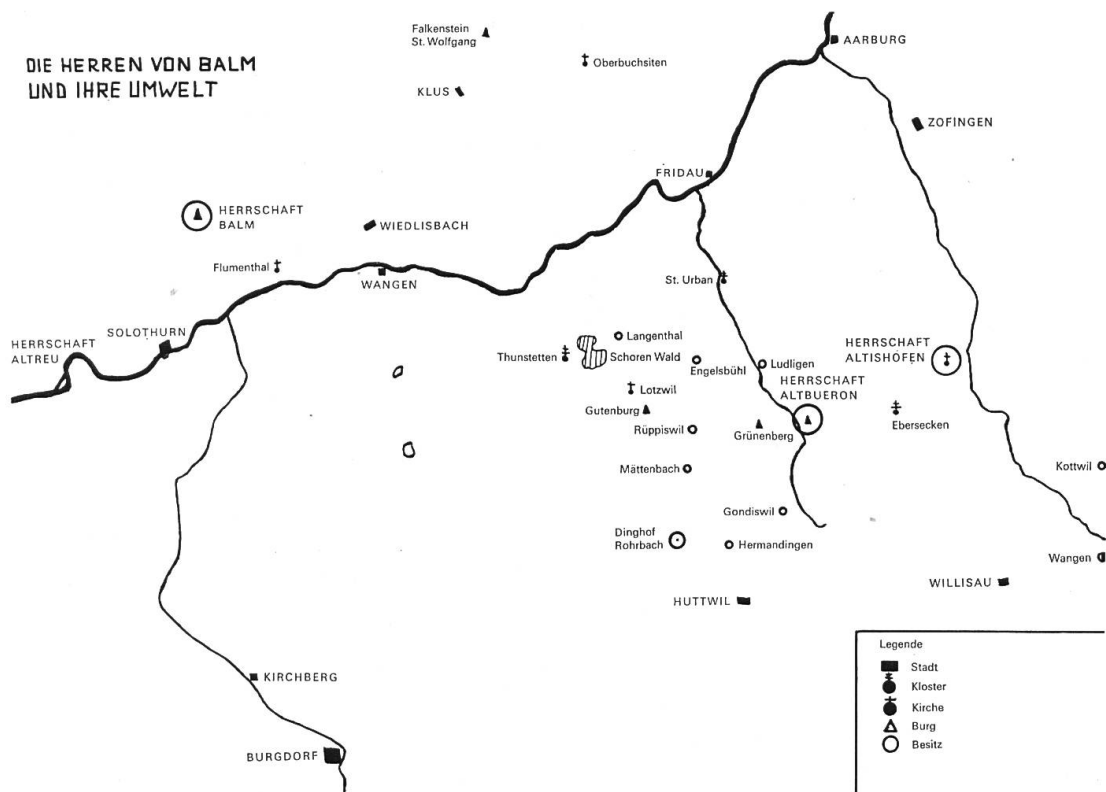 DIE HERREN VON BALM
UND IHRE UMWELT
Falkenstein
St. Wolfgang
KLUS
Oberbuchsiten
AARBURG
ZOFINGEN
FRIDAU
HERRSCHAFT
BALM
WIEDLISBACH
Flumenthal
WANGEN
St. Urban
HERRSCHAFT
ALTREU
SOLOTHURN
Thunstetten
Langenthal
Schoren Wald
Engelsbühl
Ludligen
HERRSCHAFT
ALTISHOFEN
HERRSCHAFT
ALTBUERON
Lotzwil
Gutenburg
Rüppiswil
Grünenberg
Ebersecken
Mättenbach
Kottwil
Gondiswil
Dinghof
Rohrbach
Hermandingen
Wangen
HUTTWIL
WILLISAU
KIRCHBERG
BURGDORF
Legende
Stadt
Kloster
Kirche
Burg
Besitz